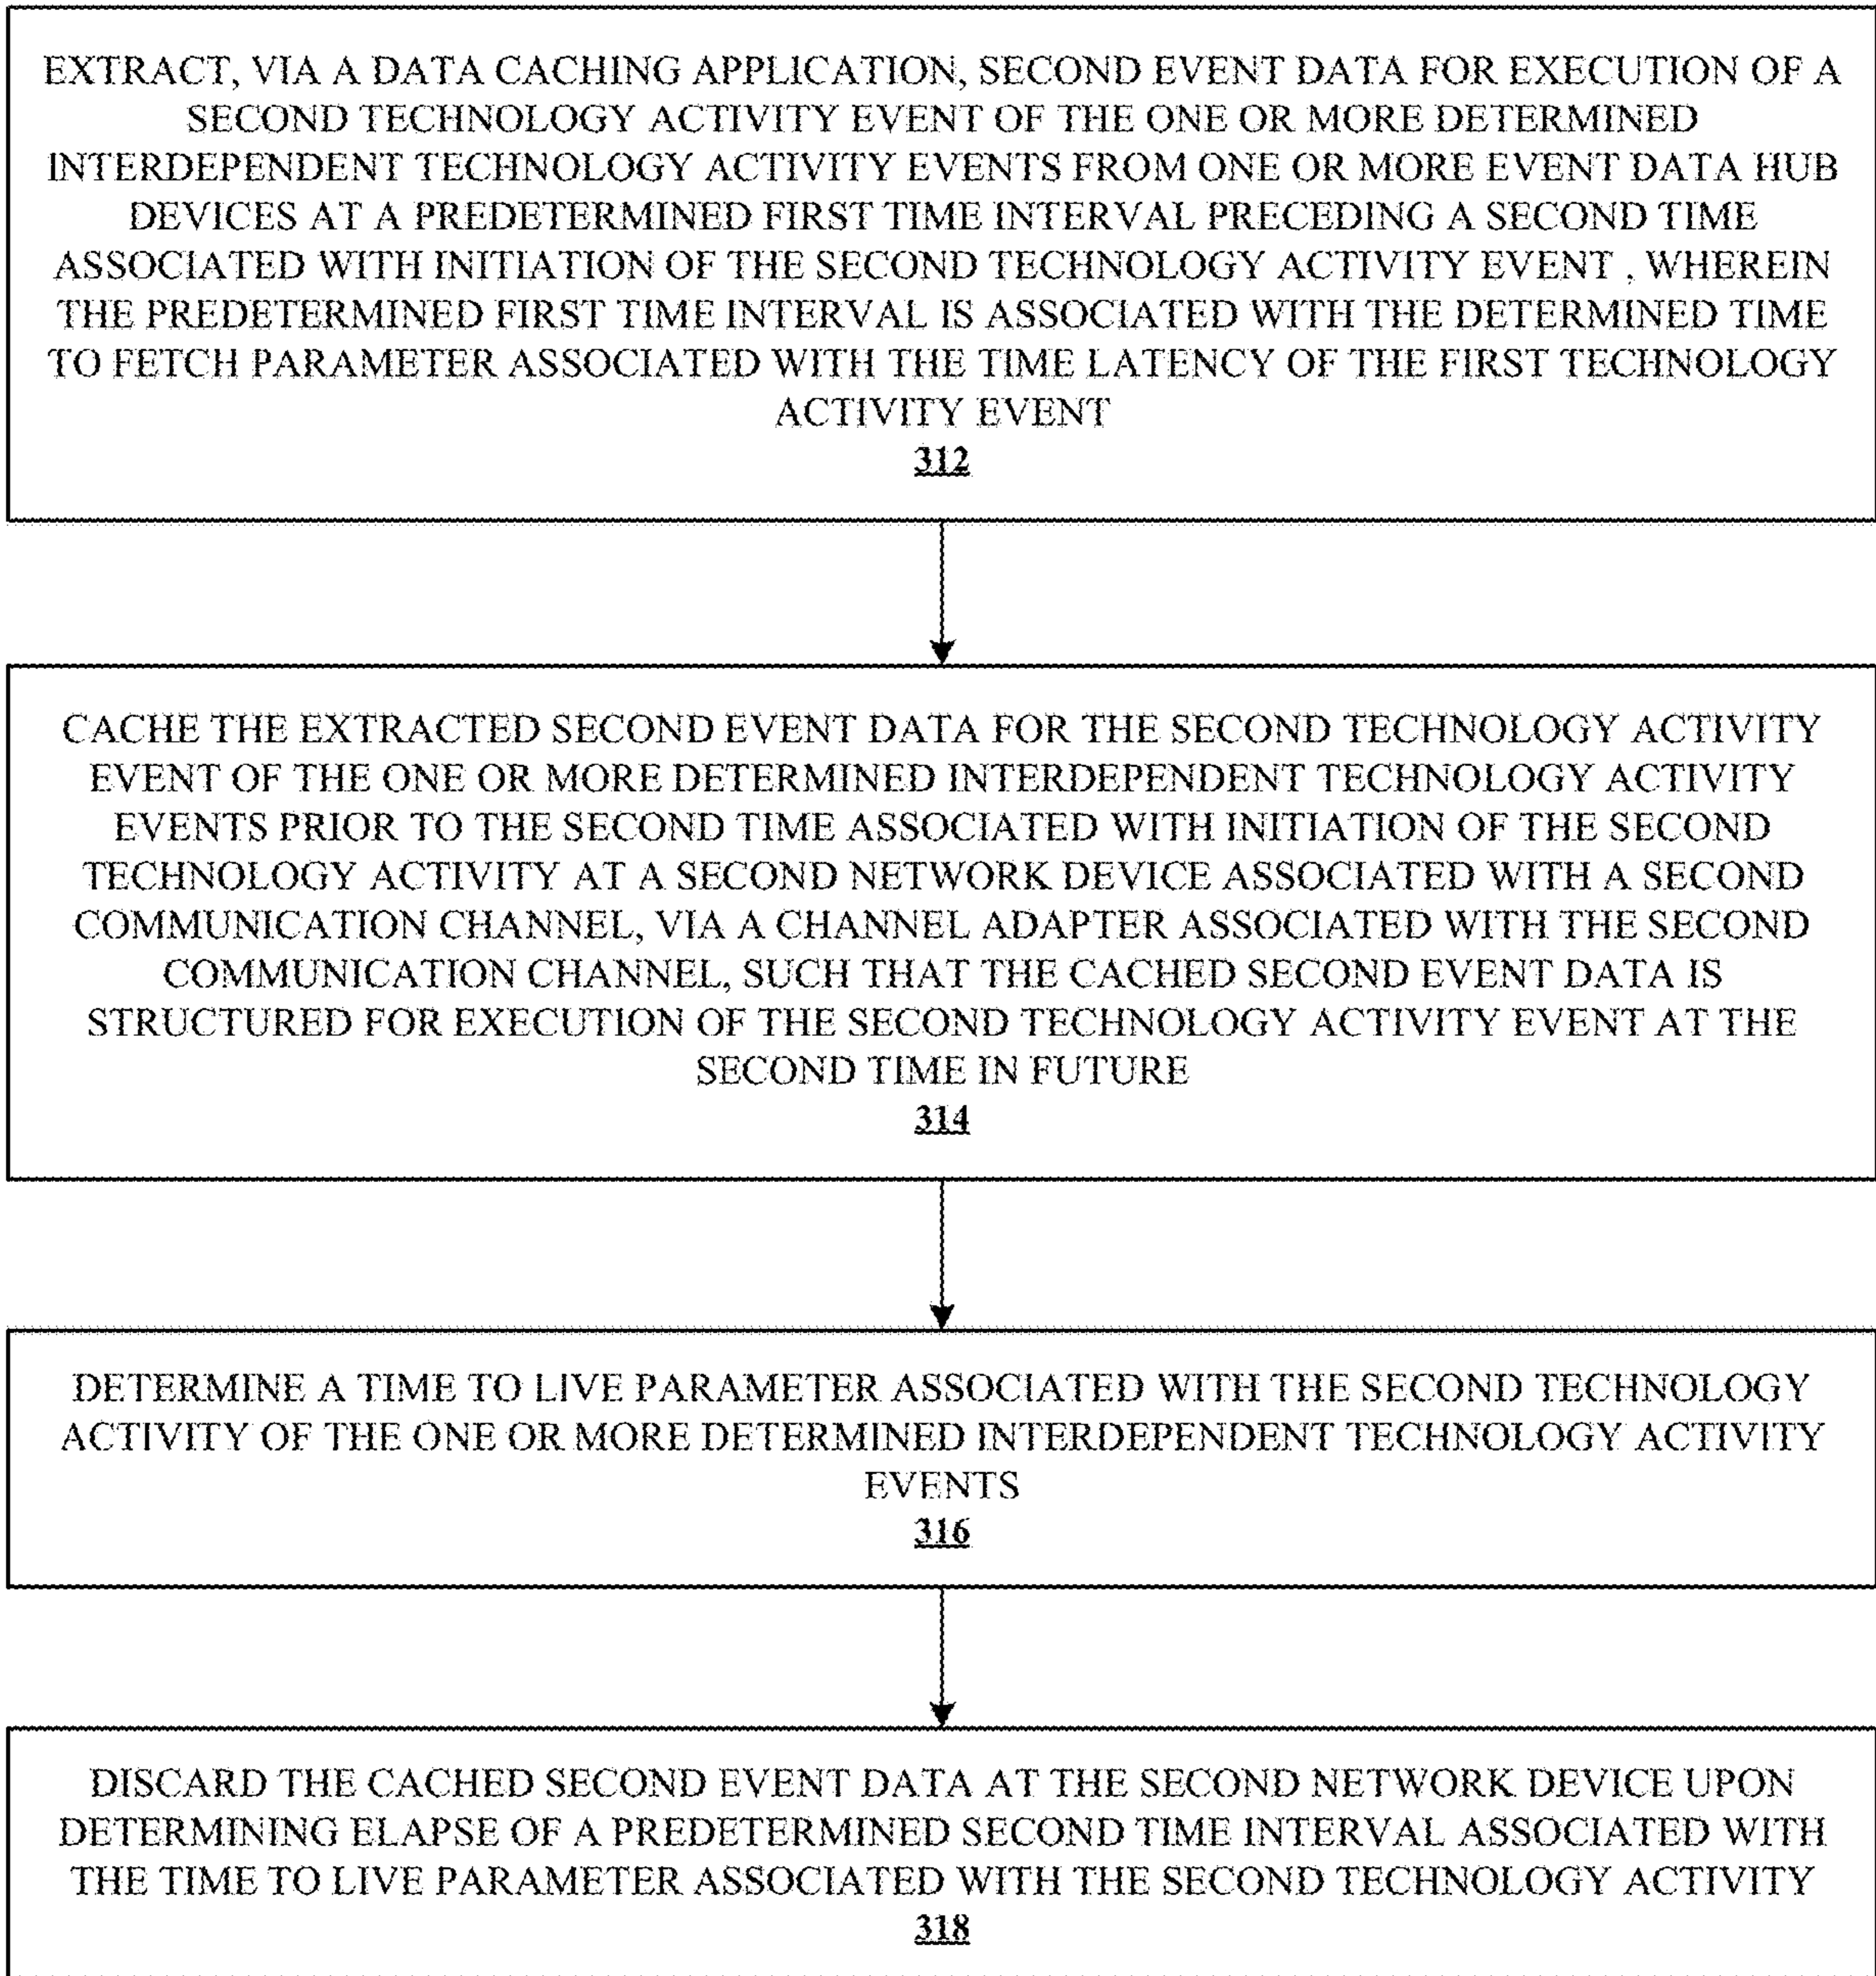 EXTRACT, VIA A DATA CACHING APPLICATION, SECOND EVENT DATA FOR EXECUTION OF A
SECOND TECHNOLOGY ACTIVITY EVENT OF THE ONE OR MORE DETERMINED
INTERDEPENDENT TECHNOLOGY ACTIVITY EVENTS FROM ONE OR MORE EVENT DATA HUB
DEVICES AT A PREDETERMINED FIRST TIME INTERVAL PRECEDING A SECOND TIME
ASSOCIATED WITH INITIATION OF THE SECOND TECHNOLOGY ACTIVITY EVENT , WHEREIN
THE PREDETERMINED FIRST TIME INTERVAL IS ASSOCIATED WITH THE DETERMINED TIME
TO FETCH PARAMETER ASSOCIATED WITH THE TIME LATENCY OF THE FIRST TECHNOLOGY
ACTIVITY EVENT
312
CACHE THE EXTRACTED SECOND EVENT DATA FOR THE SECOND TECHNOLOGY ACTIVITY
EVENT OF THE ONE OR MORE DETERMINED INTERDEPENDENT TECHNOLOGY ACTIVITY
EVENTS PRIOR TO THE SECOND TIME ASSOCIATED WITH INITIATION OF THE SECOND
TECHNOLOGY ACTIVITY AT A SECOND NETWORK DEVICE ASSOCIATED WITH A SECOND
COMMUNICATION CHANNEL, VIA A CHANNEL ADAPTER ASSOCIATED WITH THE SECOND
COMMUNICATION CHANNEL, SUCH THAT THE CACHED SECOND EVENT DATA IS
STRUCTURED FOR EXECUTION OF THE SECOND TECHNOLOGY ACTIVITY EVENT AT THE
SECOND TIME IN FUTURE
314
DETERMINE A TIME TO LIVE PARAMETER ASSOCIATED WITH THE SECOND TECHNOLOGY
ACTIVITY OF THE ONE OR MORE DETERMINED INTERDEPENDENT TECHNOLOGY ACTIVITY
EVENTS
316
DISCARD THE CACHED SECOND EVENT DATA AT THE SECOND NETWORK DEVICE UPON
DETERMINING ELAPSE OF A PREDETERMINED SECOND TIME INTERVAL ASSOCIATED WITH
THE TIME TO LIVE PARAMETER ASSOCIATED WITH THE SECOND TECHNOLOGY ACTIVITY
318